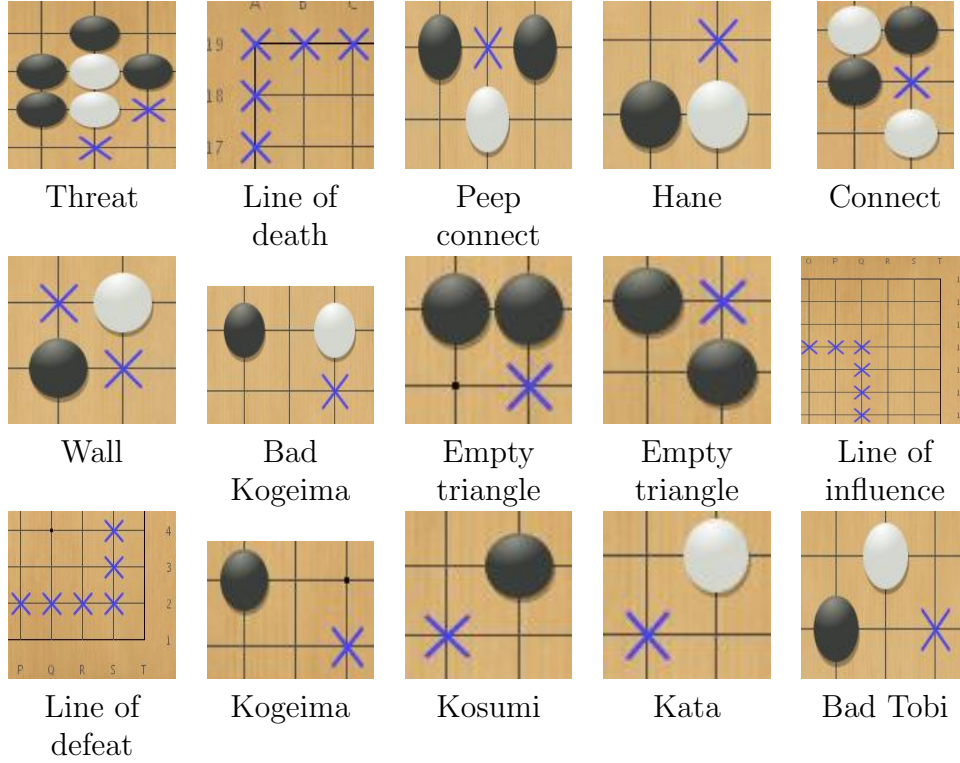 A B C
19
18
17
Threat
Line of
death
Peep
connect
Hane
Connect
O P Q R S T
Wall
Bad
Kogeima
Empty
triangle
Empty
triangle
Line of
influence
4
3
2
1
P Q R S T
Line of
defeat
Kogeima
Kosumi
Kata
Bad Tobi